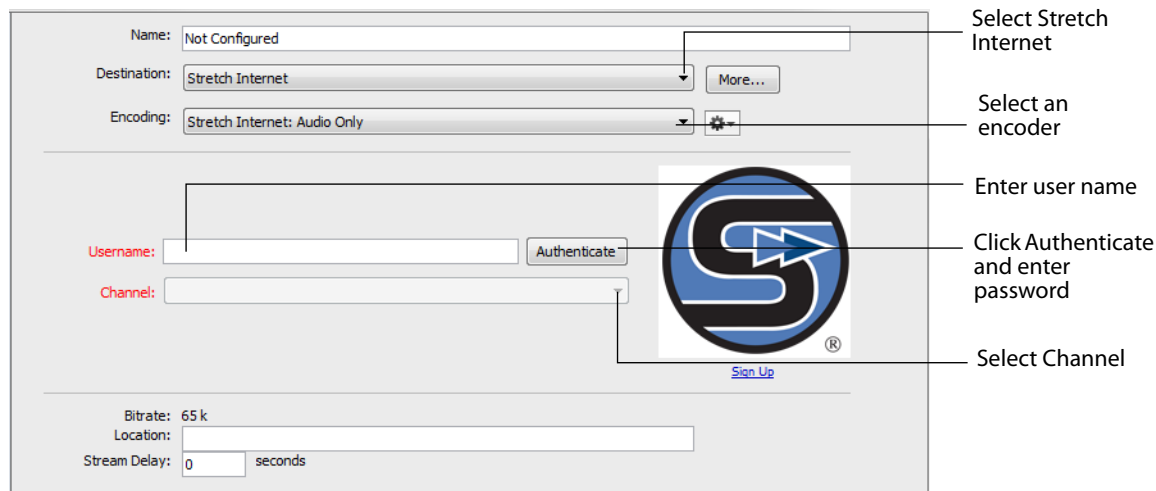 Name: Not Configured
Select Stretch
Internet
Destination: Stretch Internet More...
Encoding: Stretch Internet: Audio Only
Select an
encoder
Enter user name
Username: Authenticate
Click Authenticate
and enter
password
Channel:
®
Select Channel
Sign Up
Bitrate: 65 k
Location:
Stream Delay: 0 seconds